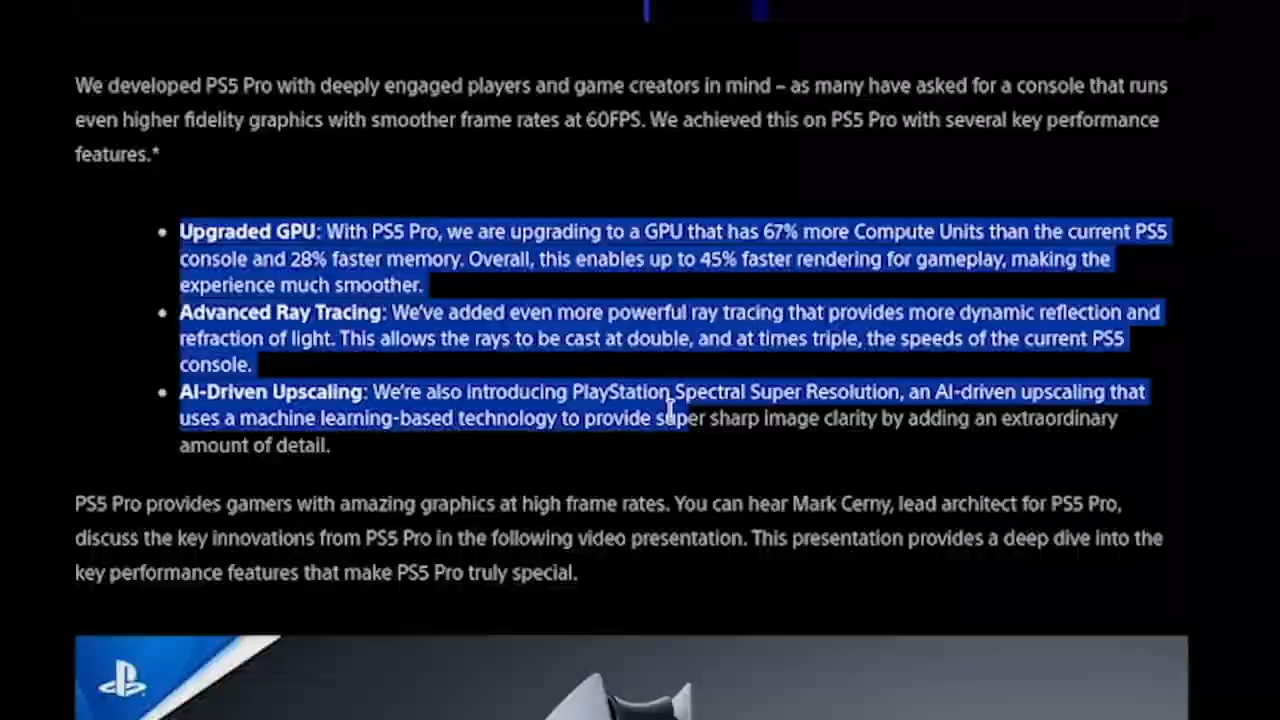 We developed PS5 Pro with deeply engaged players and game creators in mind – as many have asked for a console that runs
even higher fidelity graphics with smoother frame rates at 60FPS. We achieved this on PS5 Pro with several key performance
features.*
• Upgraded GPU: With PS5 Pro, we are upgrading to a GPU that has 67% more Compute Units than the current PS5
console and 28% faster memory. Overall, this enables up to 45% faster rendering for gameplay, making the
experience much smoother.
• Advanced Ray Tracing: We've added even more powerful ray tracing that provides more dynamic reflection and
refraction of light. This allows the rays to be cast at double, and at times triple, the speeds of the current PS5
console.
• AI-Driven Upscaling: We're also introducing PlayStation Spectral Super Resolution, an AI-driven upscaling that
uses a machine learning-based technology to provide super sharp image clarity by adding an extraordinary
amount of detail.
PS5 Pro provides gamers with amazing graphics at high frame rates. You can hear Mark Cerny, lead architect for PS5 Pro,
discuss the key innovations from PS5 Pro in the following video presentation. This presentation provides a deep dive into the
key performance features that make PS5 Pro truly special.